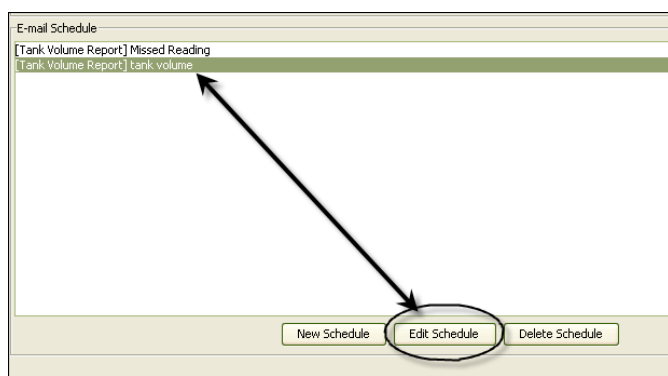 E-mail Schedule
[Tank Volume Report] Missed Reading
[Tank Volume Report] tank volume
New Schedule Edit Schedule Delete Schedule